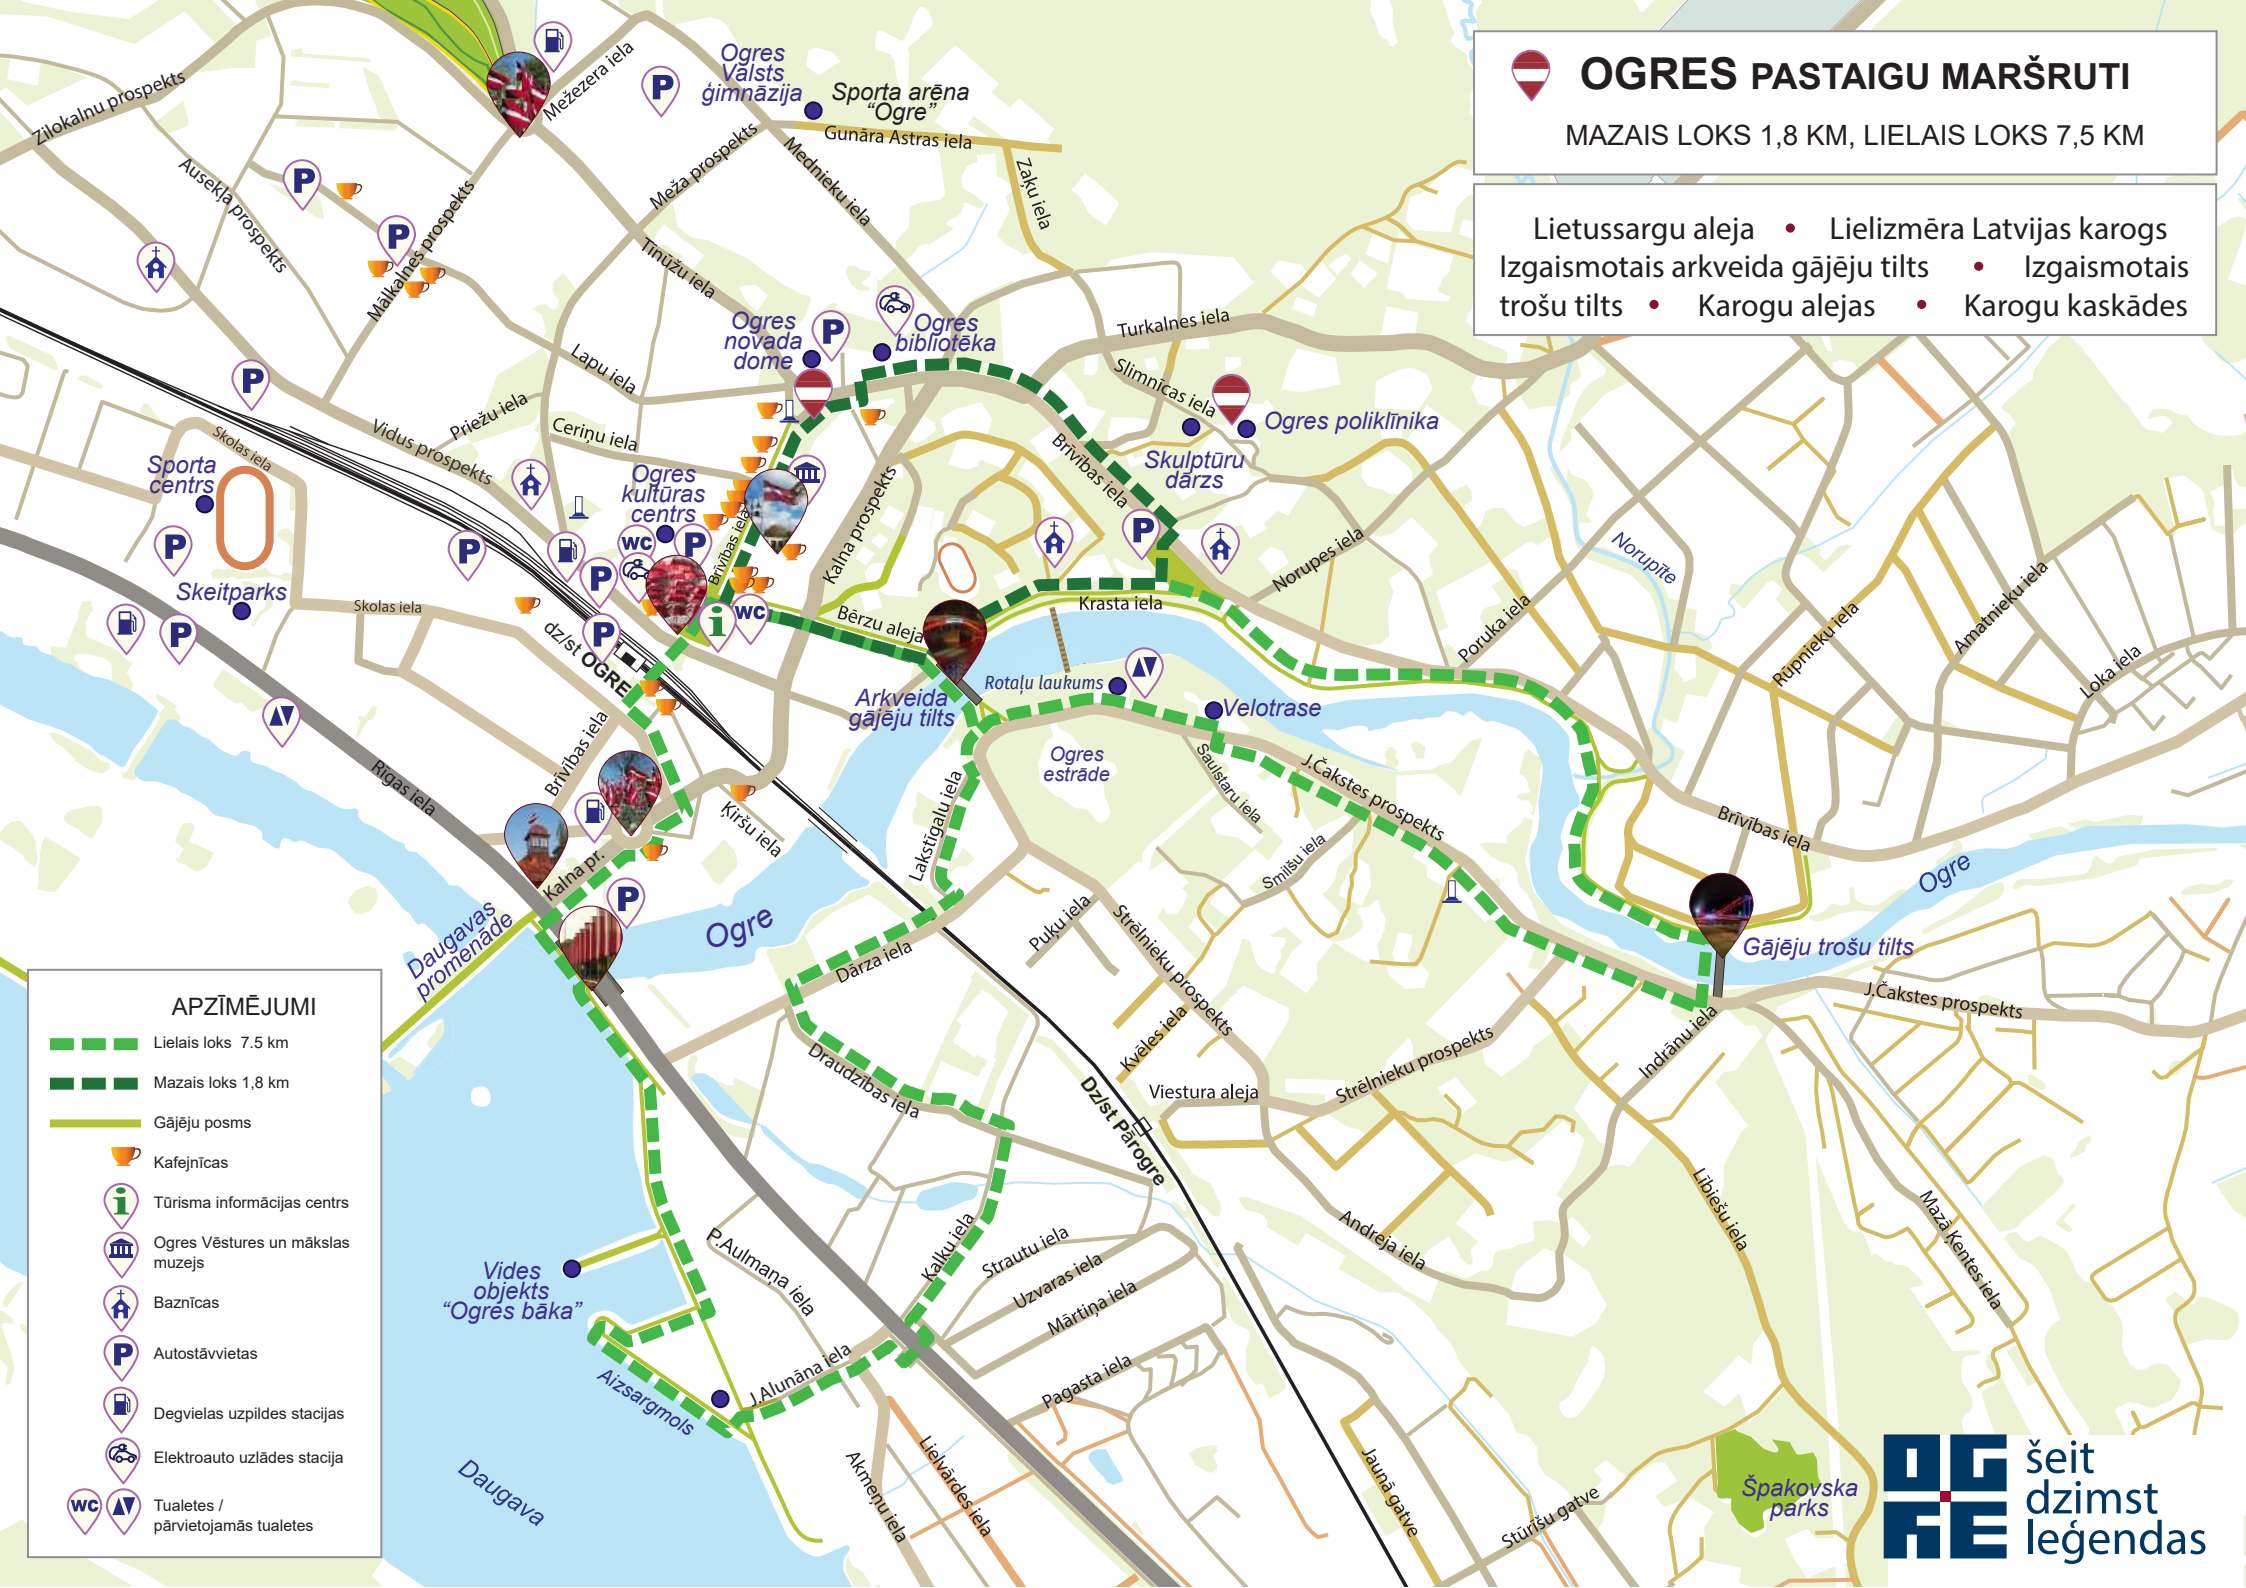 OGRES PASTAIGU MARŠRUTI
MAZAIS LOKS 1,8 KM, LIELAIS LOKS 7,5 KM
Lietussargu aleja • Lielizmēra Latvijas karogs
Izgaismotais arkveida gājēju tilts • Izgaismotais
trošu tilts • Karogu alejas • Karogu kaskādes
Zilokalnu prospekts
Mežezera iela
Ogres
Valsts
ģimnāzija
Sporta arēna
“Ogre”
Gunāra Astras iela
Zaķu iela
Mednieku iela
Meža prospekts
Ausekļa prospekts
Mālkalnes prospekts
Tīnūžu iela
P
P
P
P
P
P
P
P
P
P
P
P
P
P
Ogres
novada
dome
Ogres
bibliotēka
Turkalnes iela
Slimnīcas iela
Ogres poliklīnika
Skulptūru
dārzs
Lapu iela
Priežu iela
Ceriņu iela
Vidus prospekts
Skolas iela
Sporta
centrs
Skeitparks
Skolas iela
Ogres
kultūras
centrs
WC
WC
i
Brīvības iela
Kalna prospekts
Brīvības iela
Bērzu aleja
Krasta iela
Norupes iela
Norupīte
Poruka iela
Rūpnieku iela
Amatnieku iela
Loka iela
dz/st OGRE
Arkveida
gājēju tilts
Rotaļu laukums
Velotrase
Ogres
estrāde
Saulstaru iela
J.Čakstes prospekts
Smilšu iela
Brīvības iela
Ogre
Gājēju trošu tilts
J.Čakstes prospekts
Rīgas iela
Brīvības iela
Ķiršu iela
Kalna pr.
Lakstīgalu iela
Ogre
Daugavas
promenāde
Dārza iela
Puķu iela
Strēlnieku prospekts
Kvēles iela
Viestura aleja
Strēlnieku prospekts
Indrānu iela
Draudzības iela
Dz/st Pārogre
Lībiešu iela
Mazā Ķentes iela
Andreja iela
P.Aulmaņa iela
Kalķu iela
Strautu iela
Uzvaras iela
Mārtiņa iela
Pagasta iela
Vides
objekts
“Ogres bāka”
Aizsargmols
J.Alunāna iela
Akmeņu iela
Lielvārdes iela
Jaunā gatve
Stūrīšu gatve
Daugava
Špakovska
parks
APZĪMĒJUMI
Lielais loks 7.5 km
Mazais loks 1,8 km
Gājēju posms
Kafejnīcas
i Tūrisma informācijas centrs
Ogres Vēstures un mākslas
muzejs
Baznīcas
P Autostāvvietas
Degvielas uzpildes stacijas
Elektroauto uzlādes stacija
WC Tualetes /
pārvietojamās tualetes
OGRE
šeit
dzimst
leģendas